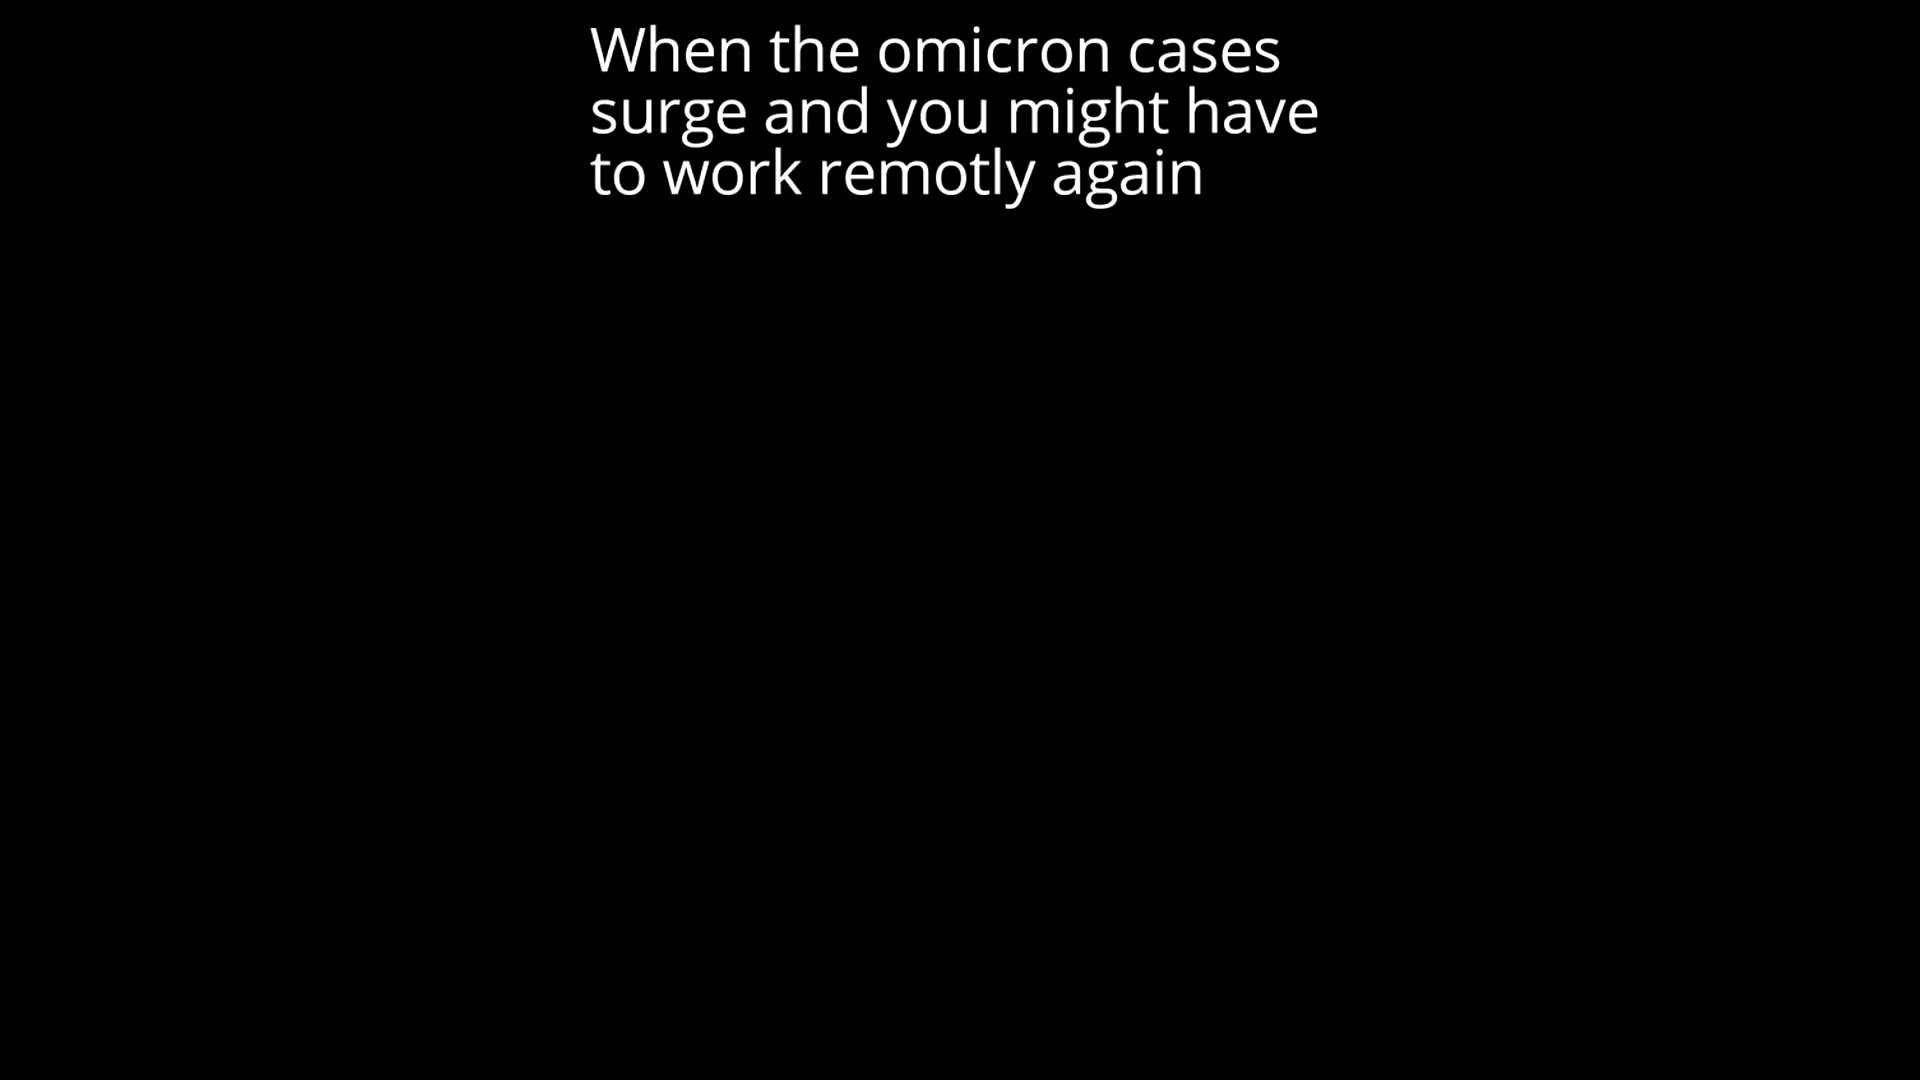 When the omicron cases
surge and you might have
to work remotly again